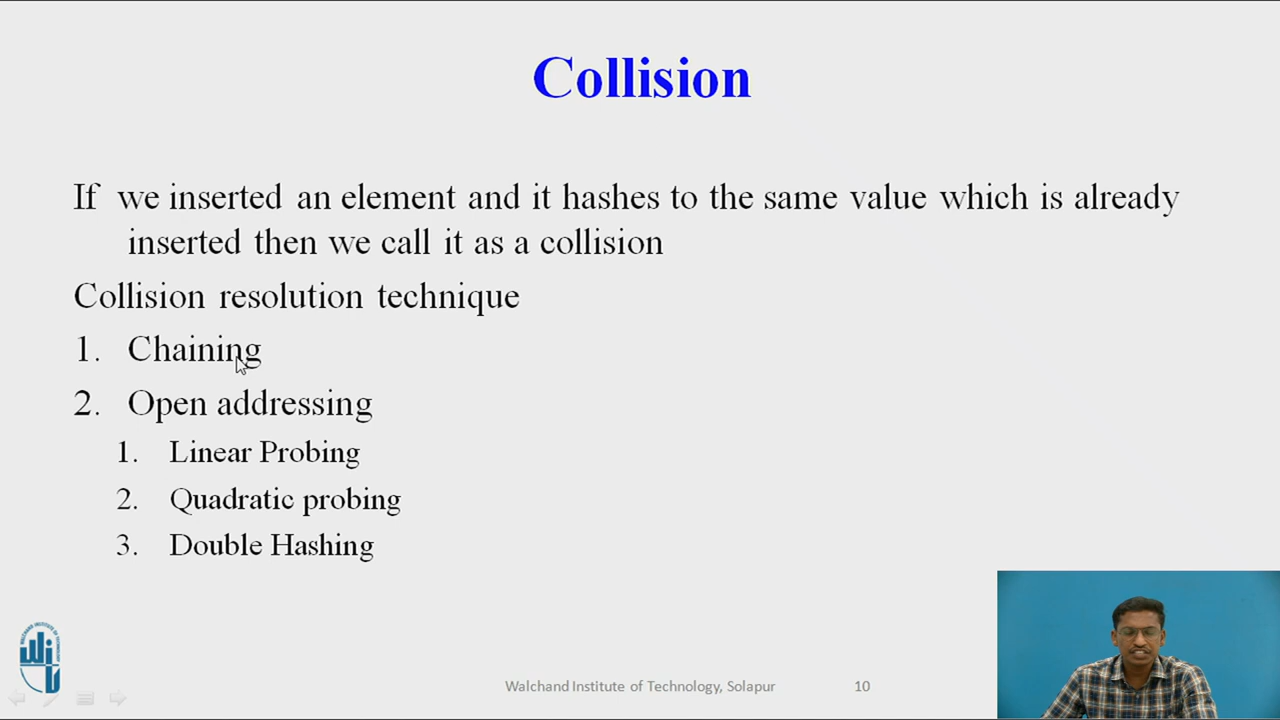 Collision
If we inserted an element and it hashes to the same value which is already
inserted then we call it as a collision
Collision resolution technique
1. Chaining
2. Open addressing
1. Linear Probing
2. Quadratic probing
3. Double Hashing
Walchand Institute of Technology, Solapur 10